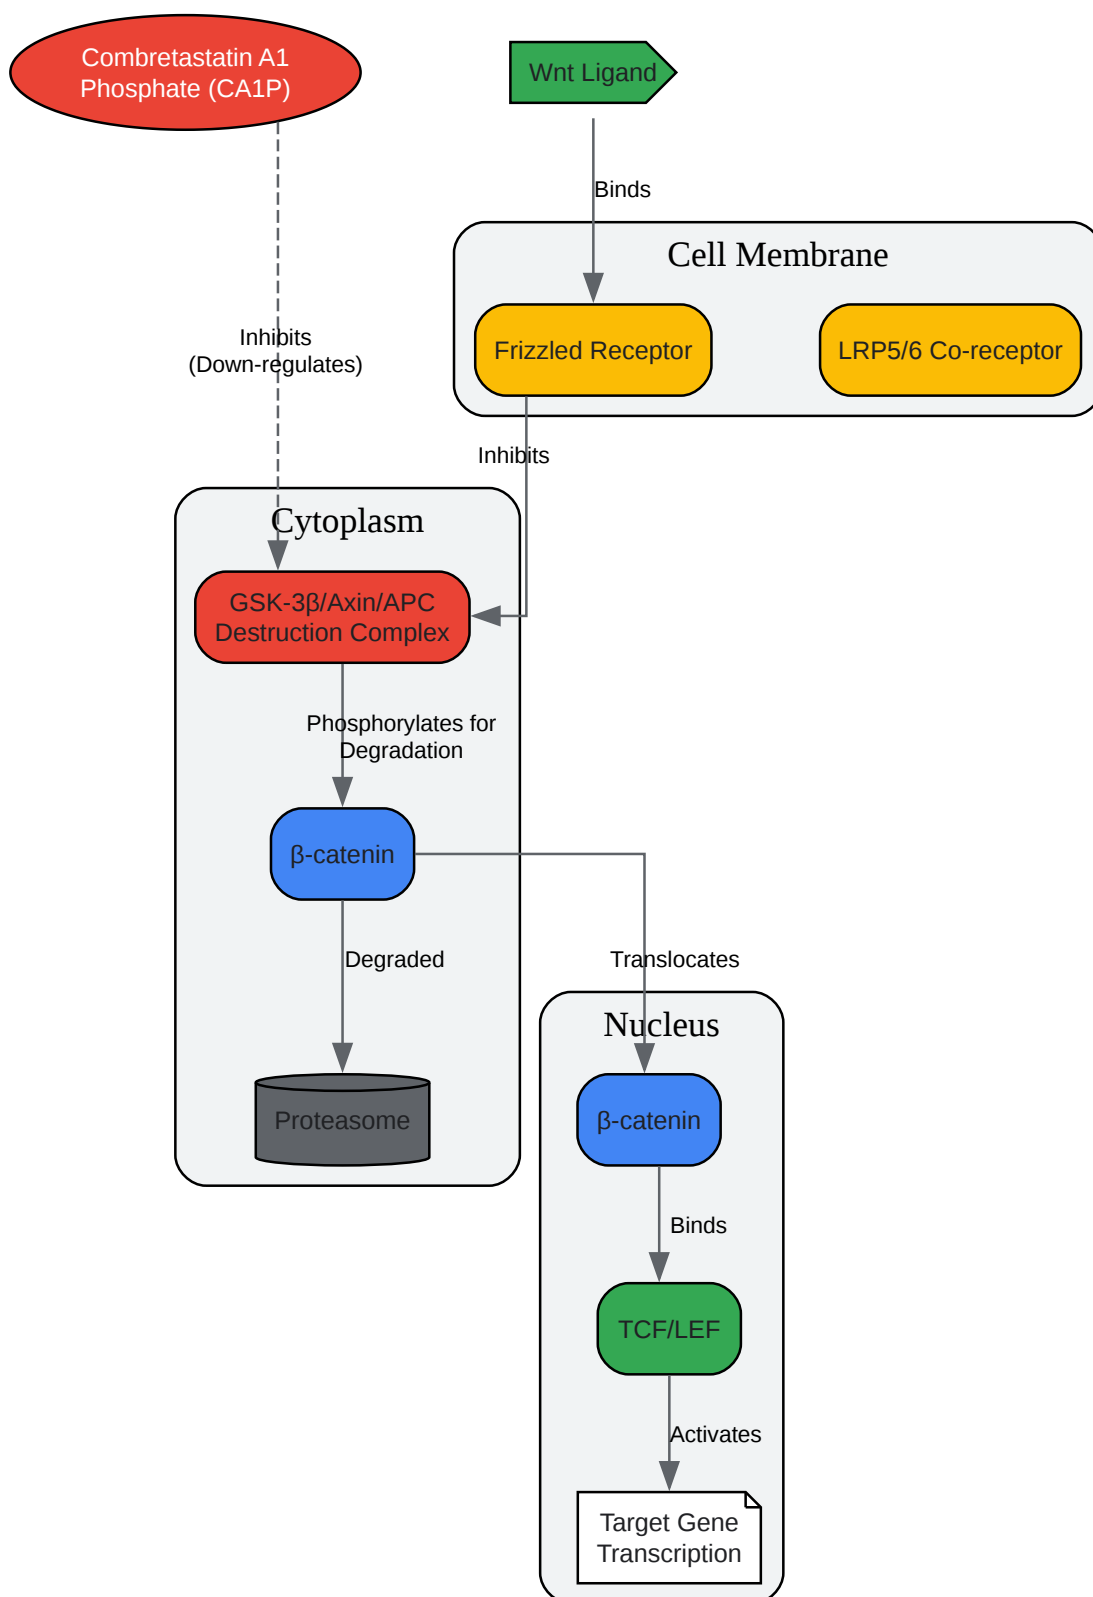 Combretastatin A1
Phosphate (CA1P)
Wnt Ligand
Binds
Cell Membrane
Frizzled Receptor
LRP5/6 Co-receptor
Inhibits
(Down-regulates)
Inhibits
Cytoplasm
GSK-3β/Axin/APC
Destruction Complex
Phosphorylates for
Degradation
β-catenin
Degraded
Translocates
Proteasome
Nucleus
β-catenin
Binds
TCF/LEF
Activates
Target Gene
Transcription